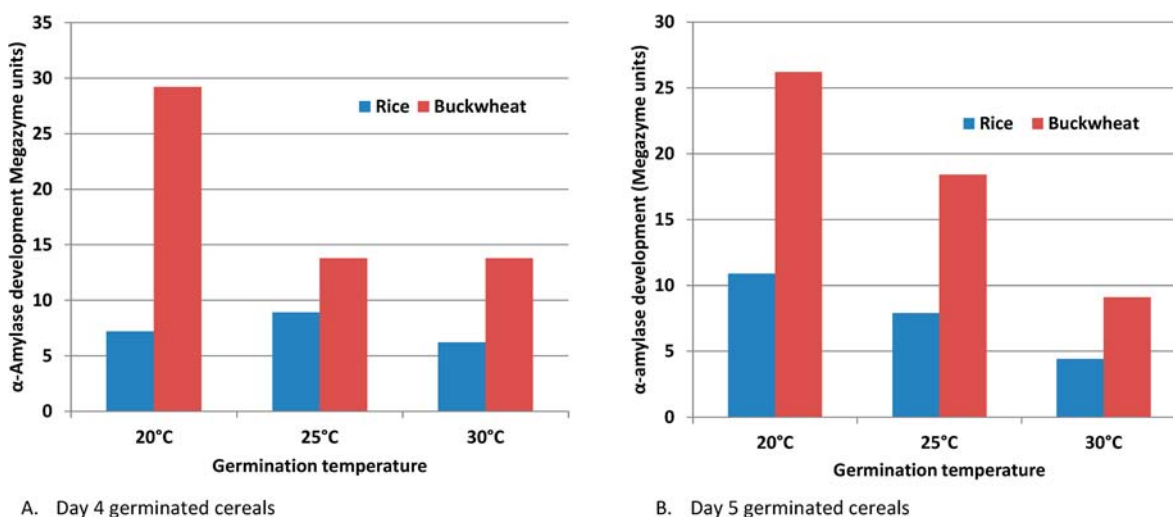 α-Amylase development Megazyme units)
35
30
25
20
15
10
5
0
Rice Buckwheat
20°C 25°C 30°C
Germination temperature
A. Day 4 germinated cereals
α-amylase development (Megazyme units)
30
25
20
15
10
5
0
Rice Buckwheat
20°C 25°C 30°C
Germination temperature
B. Day 5 germinated cereals